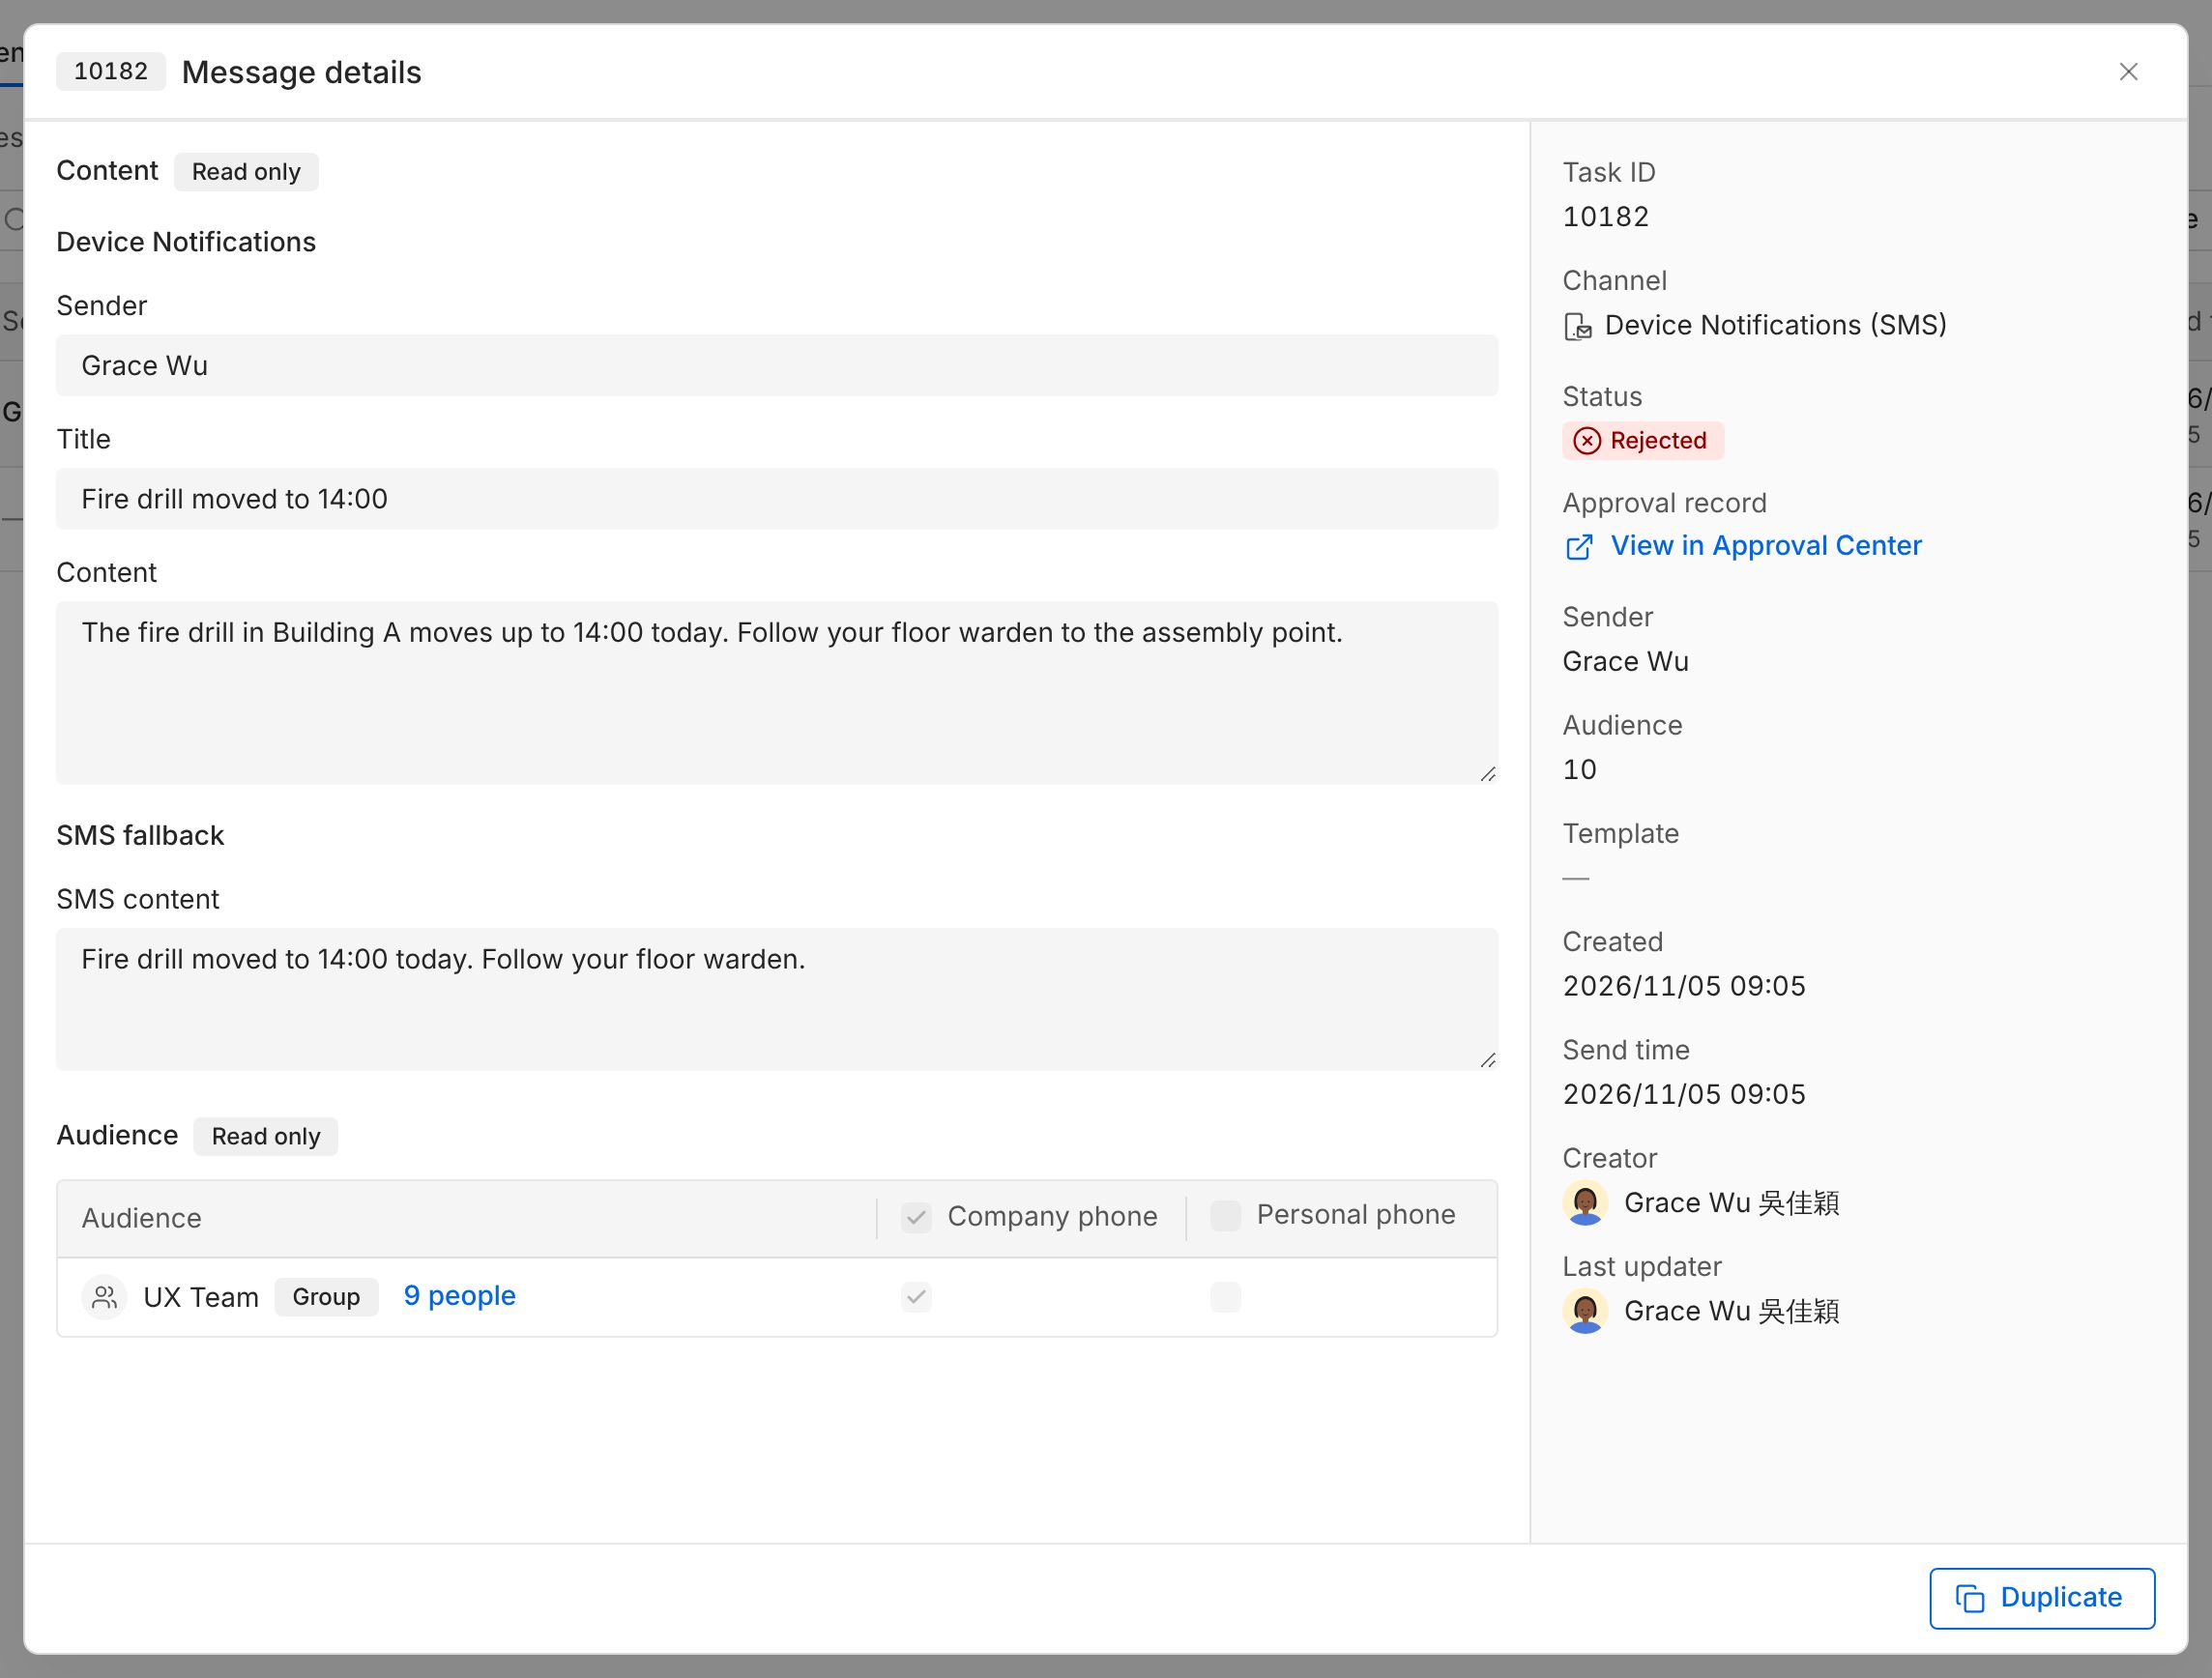 10182 Message details
Content Read only
Device Notifications
Sender
Grace Wu
Title
Fire drill moved to 14:00
Content
The fire drill in Building A moves up to 14:00 today. Follow your floor warden to the assembly point.
SMS fallback
SMS content
Fire drill moved to 14:00 today. Follow your floor warden.
Audience Read only
Audience Company phone Personal phone
UX Team Group 9 people
Task ID
10182
Channel
Device Notifications (SMS)
Status
Rejected
Approval record
View in Approval Center
Sender
Grace Wu
Audience
10
Template
—
Created
2026/11/05 09:05
Send time
2026/11/05 09:05
Creator
Grace Wu 吳佳穎
Last updater
Grace Wu 吳佳穎
Duplicate